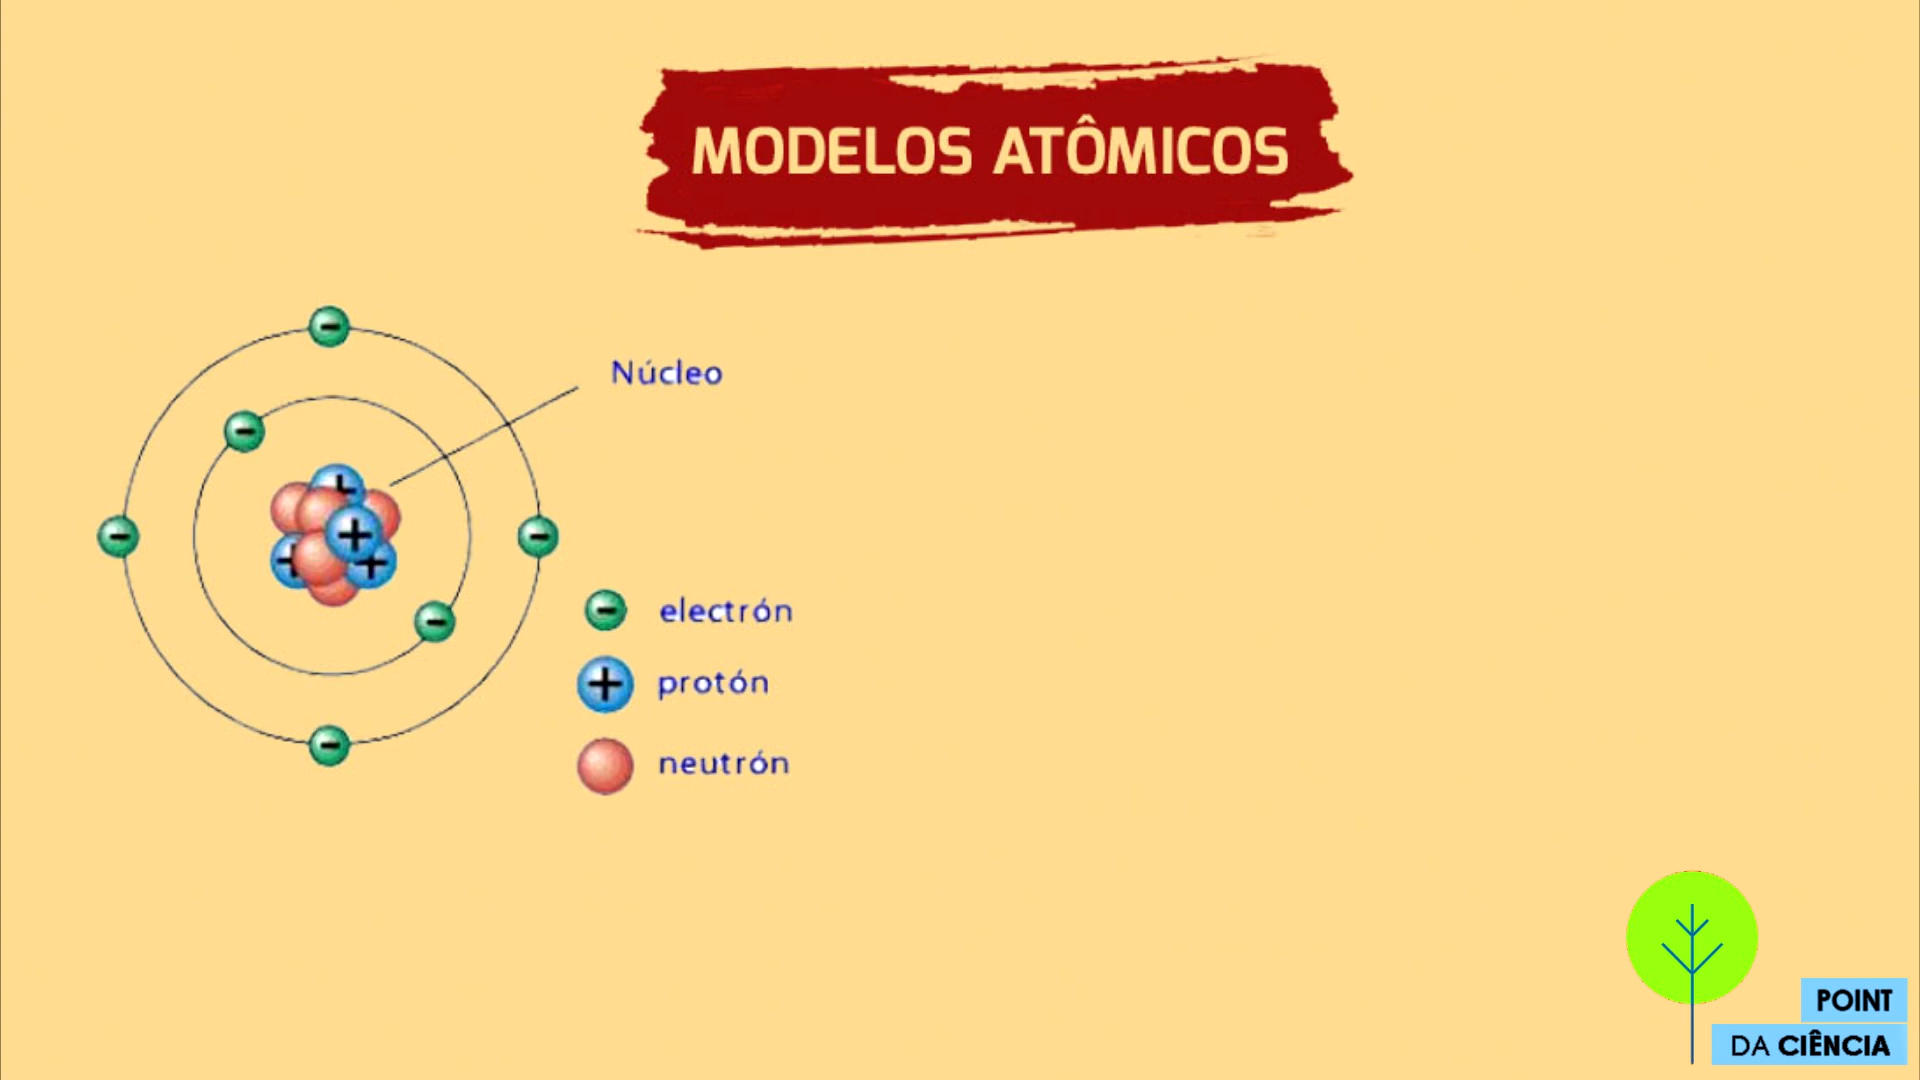 MODELOS ATÔMICOS
Núcleo
electrón
protón
neutrón
POINT
DA CIÊNCIA